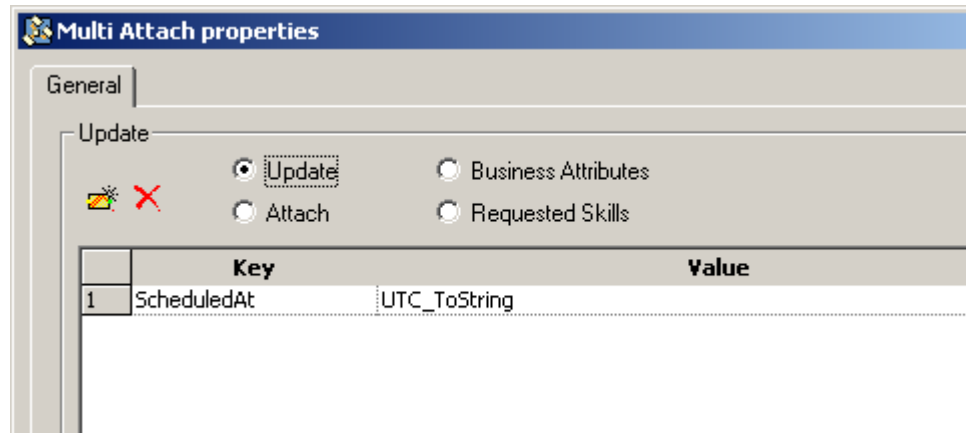 Multi Attach properties
General
Update
Update Business Attributes
Attach Requested Skills
Key Value
1 ScheduledAt UTC_ToString